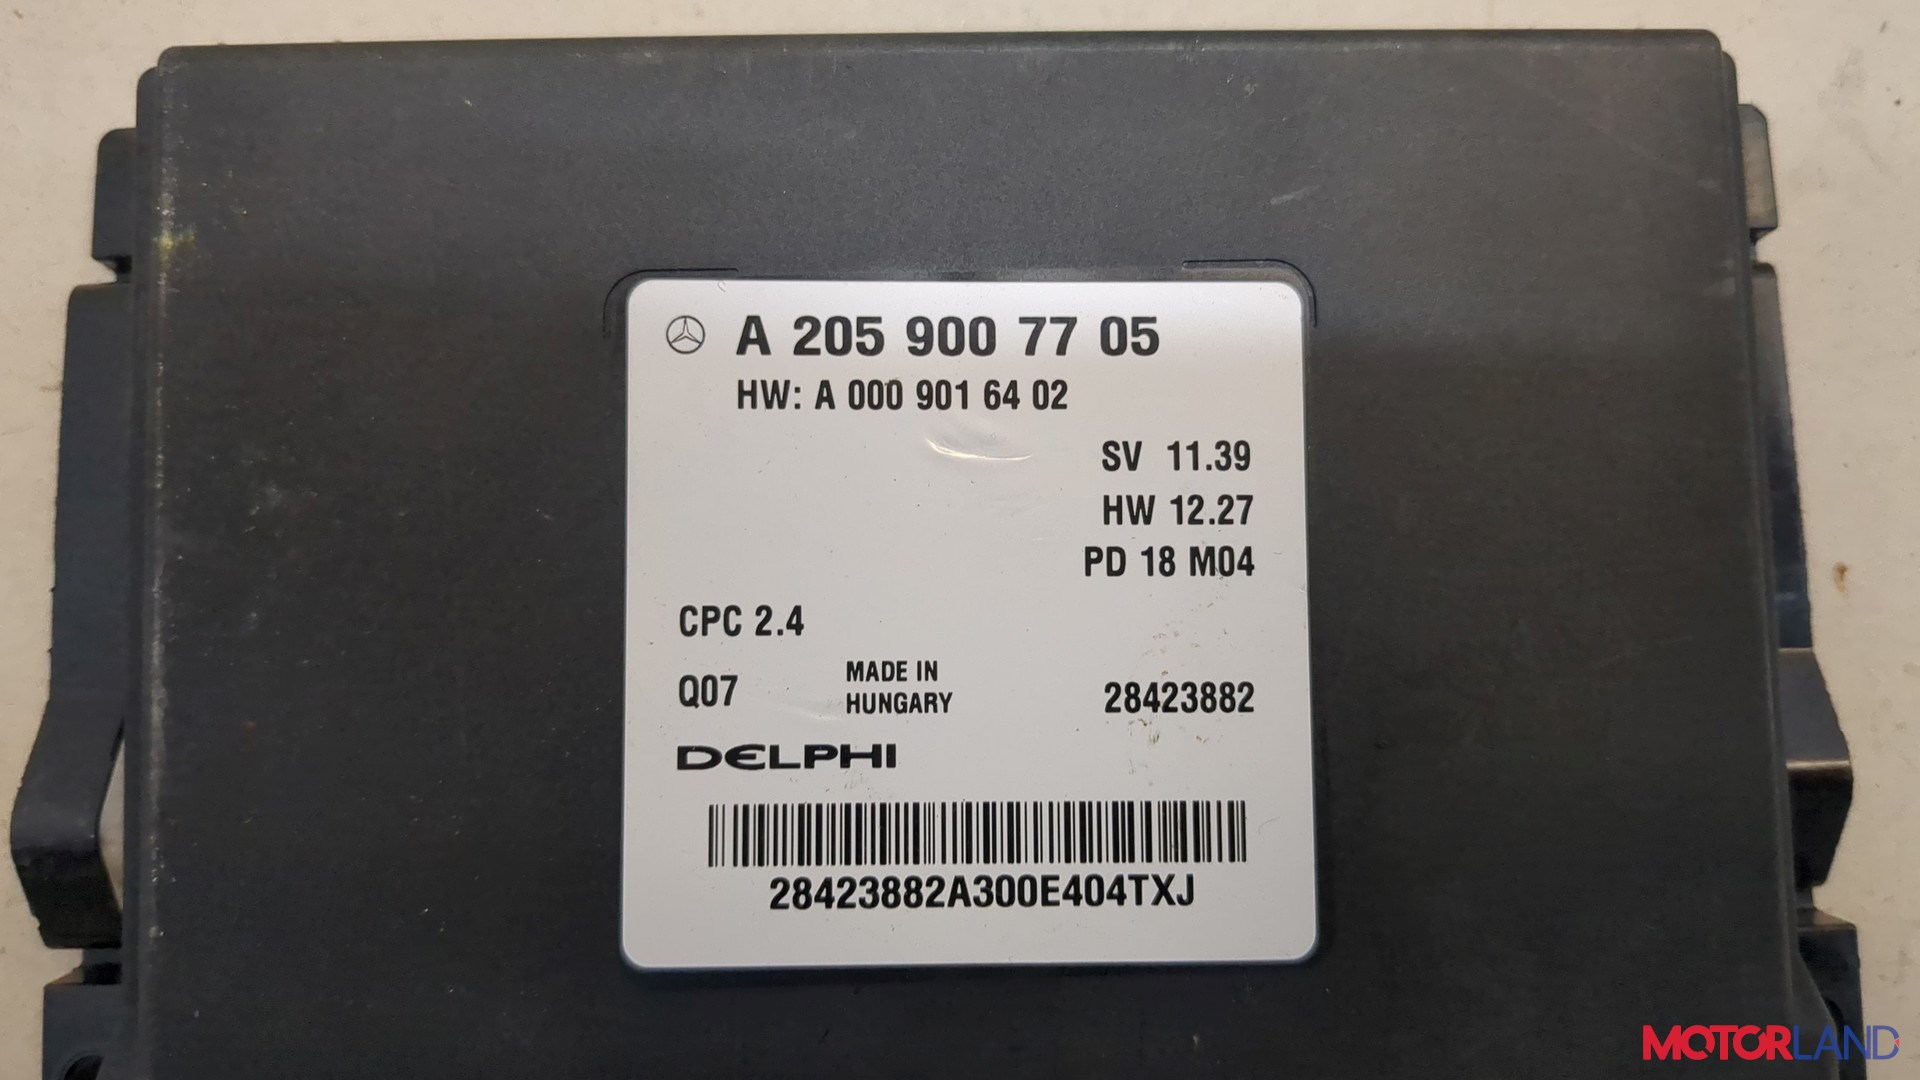 A 205 900 77 05
HW: A 000 901 64 02
SV 11.39
HW 12.27
PD 18 M04
CPC 2.4
Q07
MADE IN
HUNGARY
28423882
DELPHI
28423882A300E404TXJ
MOTORLAND